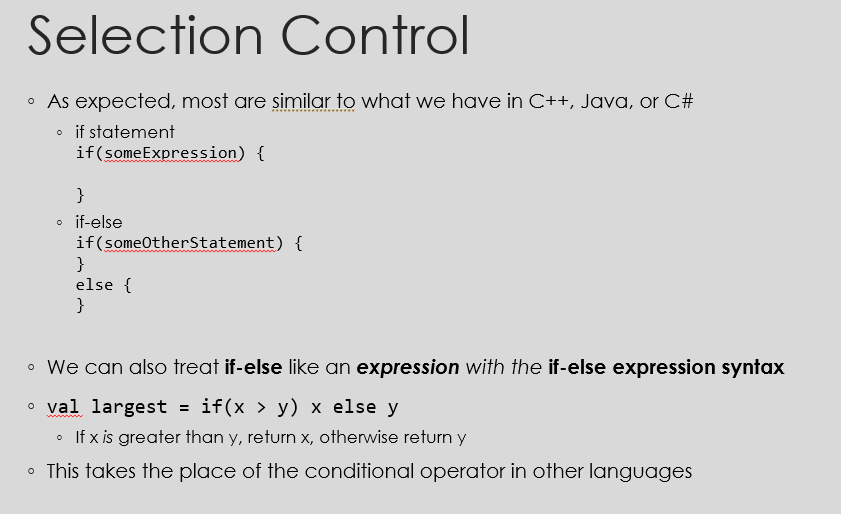 Selection Control
◦ As expected, most are similar to what we have in C++, Java, or C#
◦ if statement
if(someExpression) {
}
◦ if-else
if(someOtherStatement) {
}
else {
}
◦ We can also treat if-else like an expression with the if-else expression syntax
◦ val largest = if(x > y) x else y
◦ If x is greater than y, return x, otherwise return y
◦ This takes the place of the conditional operator in other languages